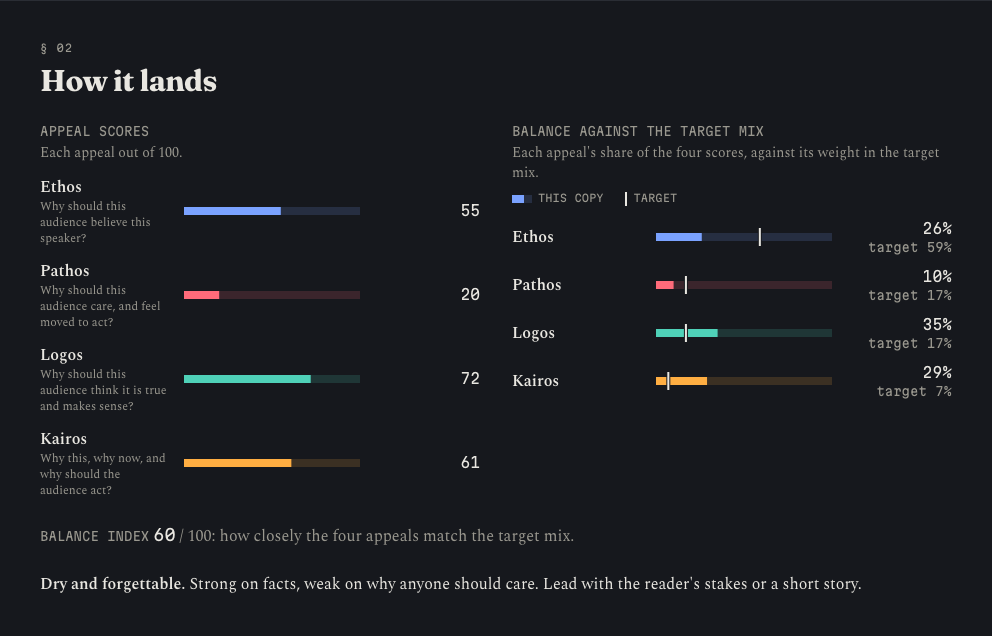 § 02
How it lands
APPEAL SCORES
Each appeal out of 100.
Ethos
Why should this
audience believe this
speaker?
55
Pathos
Why should this
audience care, and feel
moved to act?
20
Logos
Why should this
audience think it is true
and makes sense?
72
Kairos
Why this, why now, and
why should the
audience act?
61
BALANCE AGAINST THE TARGET MIX
Each appeal's share of the four scores, against its weight in the target
mix.
THIS COPY TARGET
Ethos
26%
target 59%
Pathos
10%
target 17%
Logos
35%
target 17%
Kairos
29%
target 7%
BALANCE INDEX 60 / 100: how closely the four appeals match the target mix.
Dry and forgettable. Strong on facts, weak on why anyone should care. Lead with the reader's stakes or a short story.